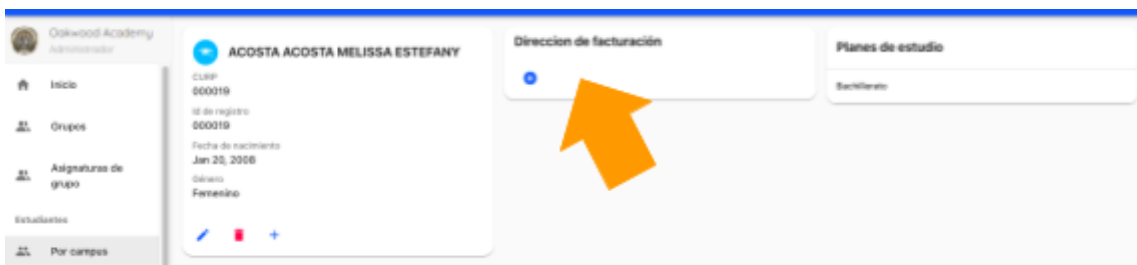 Oakwood Academy
Administrador
Inicio
Grupos
Asignaturas de
grupo
Estudiantes
Por campus
ACOSTA ACOSTA MELISSA ESTEFANY
CURP
000019
Id de registro
000019
Fecha de nacimiento
Jan 20, 2008
Género
Femenino
Direccion de facturación
Planes de estudio
Bachillerato